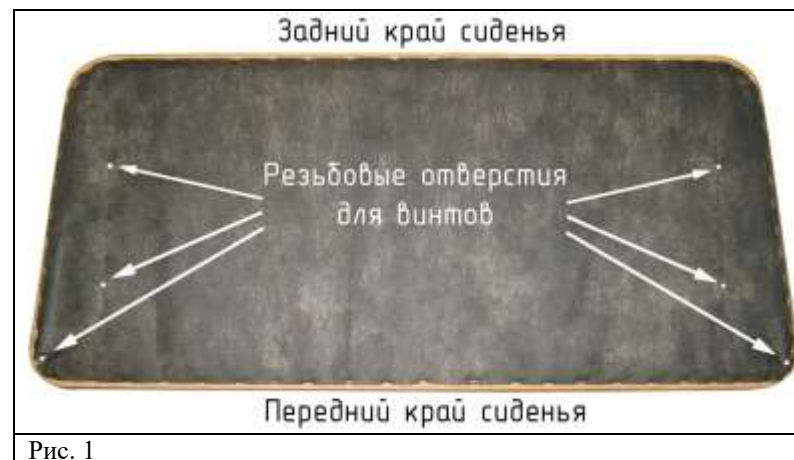 Задний край сиденья
Резьбовые отверстия
для винтов
Передний край сиденья
Рис. 1